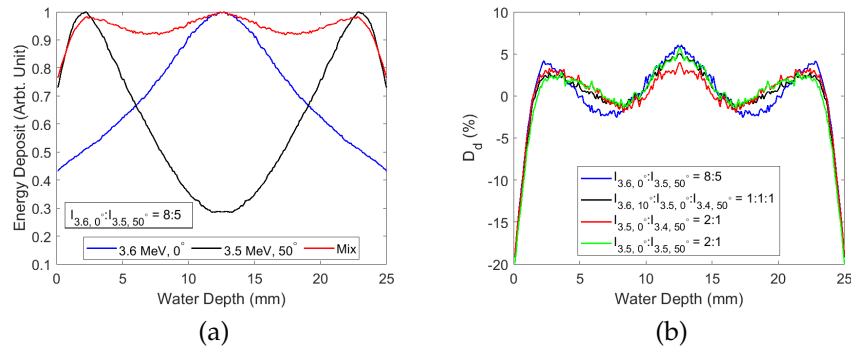 1
0.9
0.8
0.7
0.6
0.5
0.4
0.3
0.2
0.1
Energy Deposit (Arbt. Unit)
I3.6, 0°:I3.5, 50° = 8:5
3.6 MeV, 0° 3.5 MeV, 50° Mix
0 5 10 15 20 25
Water Depth (mm)
(a)
10
5
0
-5
-10
-15
-20
Dd (%)
I3.6, 0°:I3.5, 50° = 8:5
I3.6, 10°:I3.5, 0°:I3.4, 50° = 1:1:1
I3.5, 0°:I3.4, 50° = 2:1
I3.5, 0°:I3.5, 50° = 2:1
0 5 10 15 20 25
Water Depth (mm)
(b)